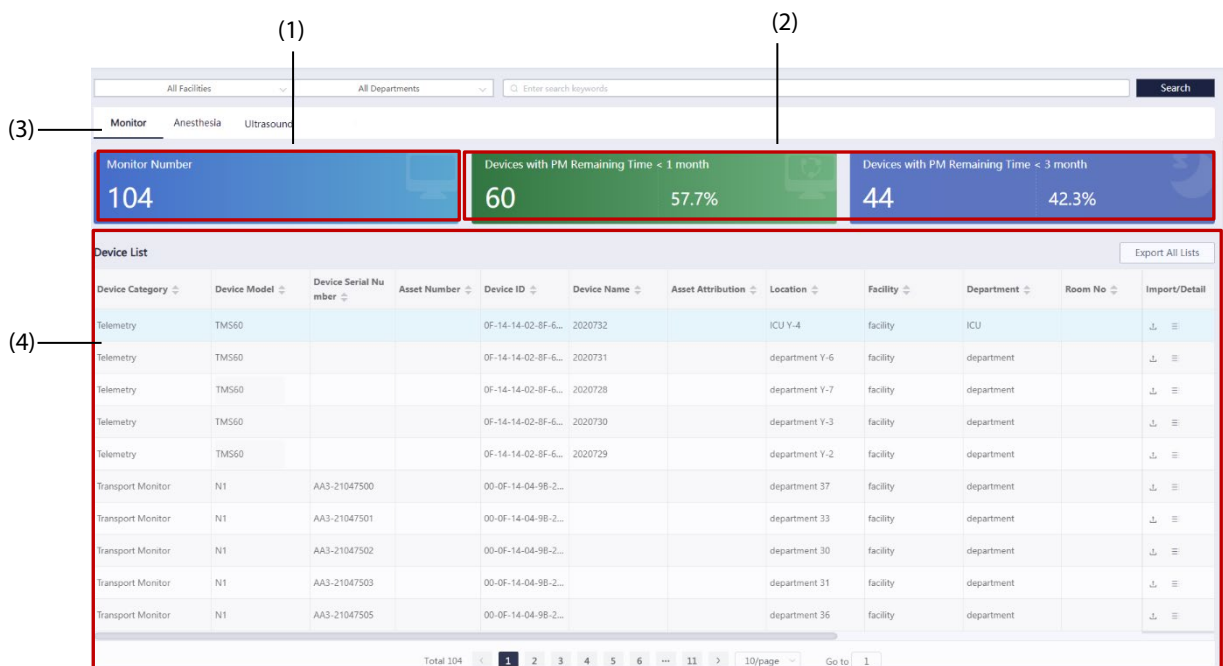 (1)
(2)
All Facilities All Departments Enter search keywords Search
(3)
Monitor Anesthesia Ultrasound
Monitor Number Devices with PM Remaining Time < 1 month Devices with PM Remaining Time < 3 month
104 60 57.7% 44 42.3%
Device List Export All Lists
Device Category Device Model Device Serial Nu
mber Asset Number Device ID Device Name Asset Attribution Location Facility Department Room No Import/Detail
Telemetry TMS60 0F-14-14-02-8F-6... 2020732 ICU Y-4 facility ICU
(4)
Telemetry TMS60 0F-14-14-02-8F-6... 2020731 department Y-6 facility department
Telemetry TMS60 0F-14-14-02-8F-6... 2020728 department Y-7 facility department
Telemetry TMS60 0F-14-14-02-8F-6... 2020730 department Y-3 facility department
Telemetry TMS60 0F-14-14-02-8F-6... 2020729 department Y-2 facility department
Transport Monitor N1 AA3-21047500 00-0F-14-04-9B-2... department 37 facility department
Transport Monitor N1 AA3-21047501 00-0F-14-04-9B-2... department 33 facility department
Transport Monitor N1 AA3-21047502 00-0F-14-04-9B-2... department 30 facility department
Transport Monitor N1 AA3-21047503 00-0F-14-04-9B-2... department 31 facility department
Transport Monitor N1 AA3-21047505 00-0F-14-04-9B-2... department 36 facility department
Total 104 < 1 2 3 4 5 6 ... 11 > 10/page Go to 1